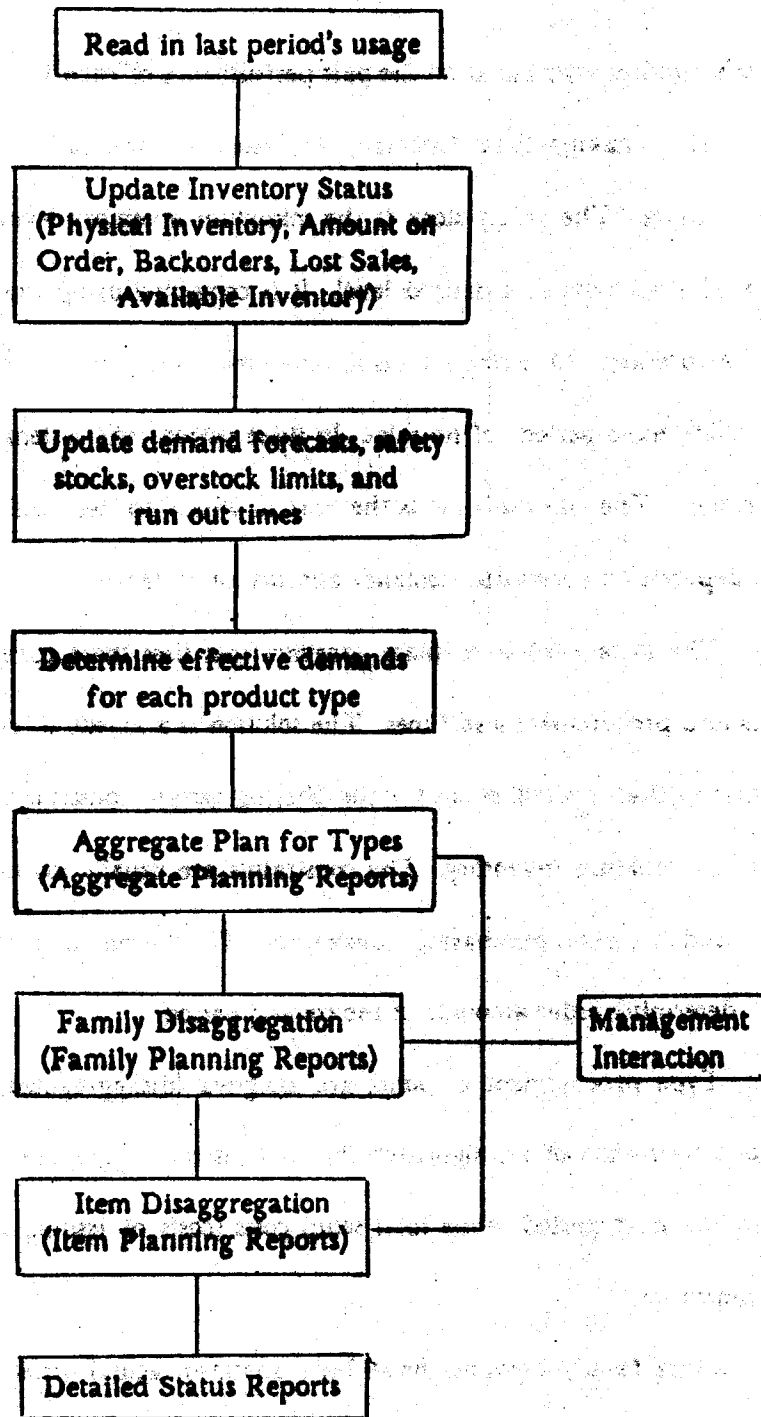 Read in last period's usage
Update Inventory Status
(Physical Inventory, Amount on
Order, Backorders, Lost Sales,
Available Inventory)
Update demand forecasts, safety
stocks, overstock limits, and
run out times
Determine effective demands
for each product type
Aggregate Plan for Types
(Aggregate Planning Reports)
Family Disaggregation
(Family Planning Reports)
Management
Interaction
Item Disaggregation
(Item Planning Reports)
Detailed Status Reports